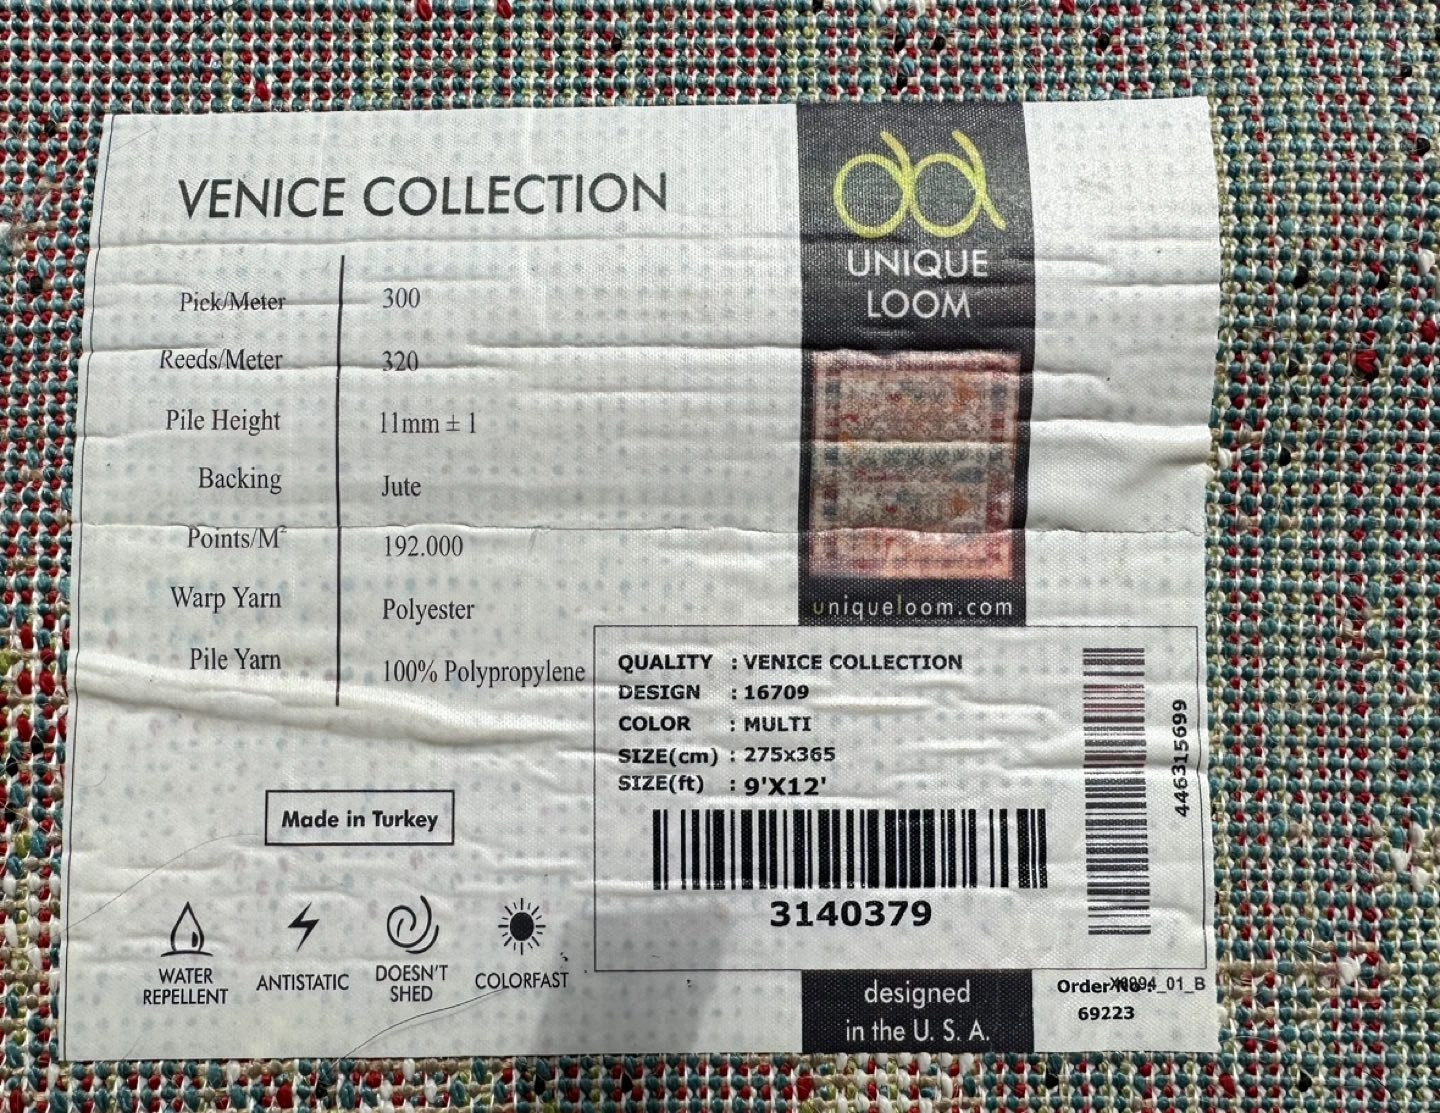 VENICE COLLECTION
UNIQUE
LOOM
Pick/Meter 300
Reeds/Meter 320
Pile Height 11mm ± 1
Backing Jute
Points/M² 192.000
Warp Yarn Polyester
Pile Yarn 100% Polypropylene
uniqueloom.com
QUALITY : VENICE COLLECTION
DESIGN : 16709
COLOR : MULTI
SIZE(cm) : 275x365
SIZE(ft) : 9'X12'
446315699
3140379
Made in Turkey
WATER
REPELLENT
ANTISTATIC
DOESN'T
SHED
COLORFAST
designed
in the U. S. A.
Order No :
69223